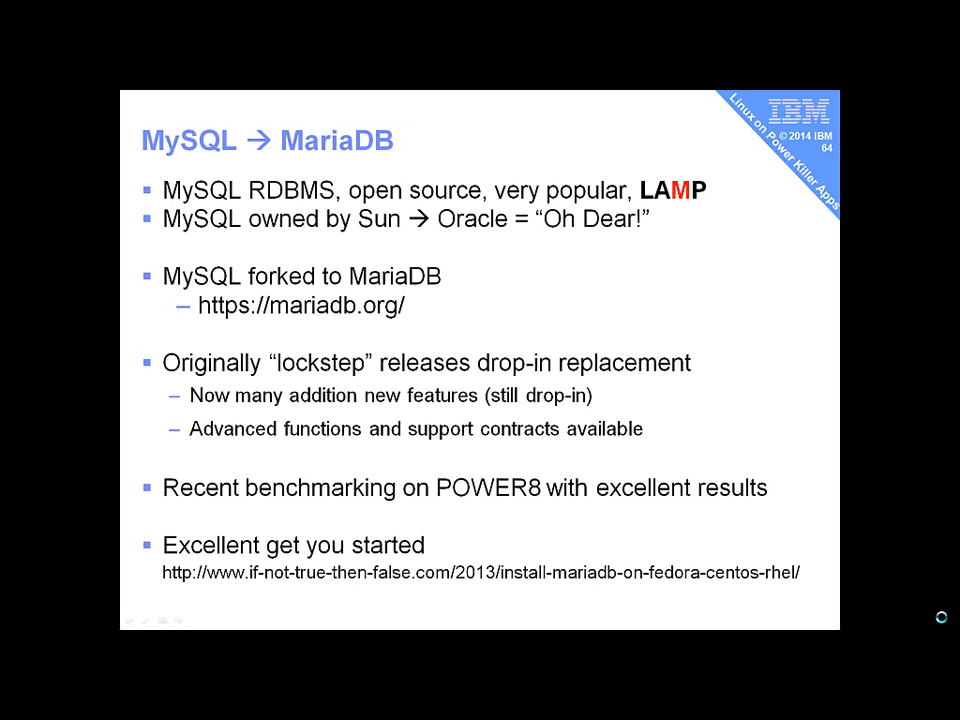 MySQL → MariaDB
Linux on Power Killer Apps
IBM
© 2014 IBM
64
▪ MySQL RDBMS, open source, very popular, LAMP
▪ MySQL owned by Sun → Oracle = “Oh Dear!”
▪ MySQL forked to MariaDB
– https://mariadb.org/
▪ Originally “lockstep” releases drop-in replacement
– Now many addition new features (still drop-in)
– Advanced functions and support contracts available
▪ Recent benchmarking on POWER8 with excellent results
▪ Excellent get you started
http://www.if-not-true-then-false.com/2013/install-mariadb-on-fedora-centos-rhel/